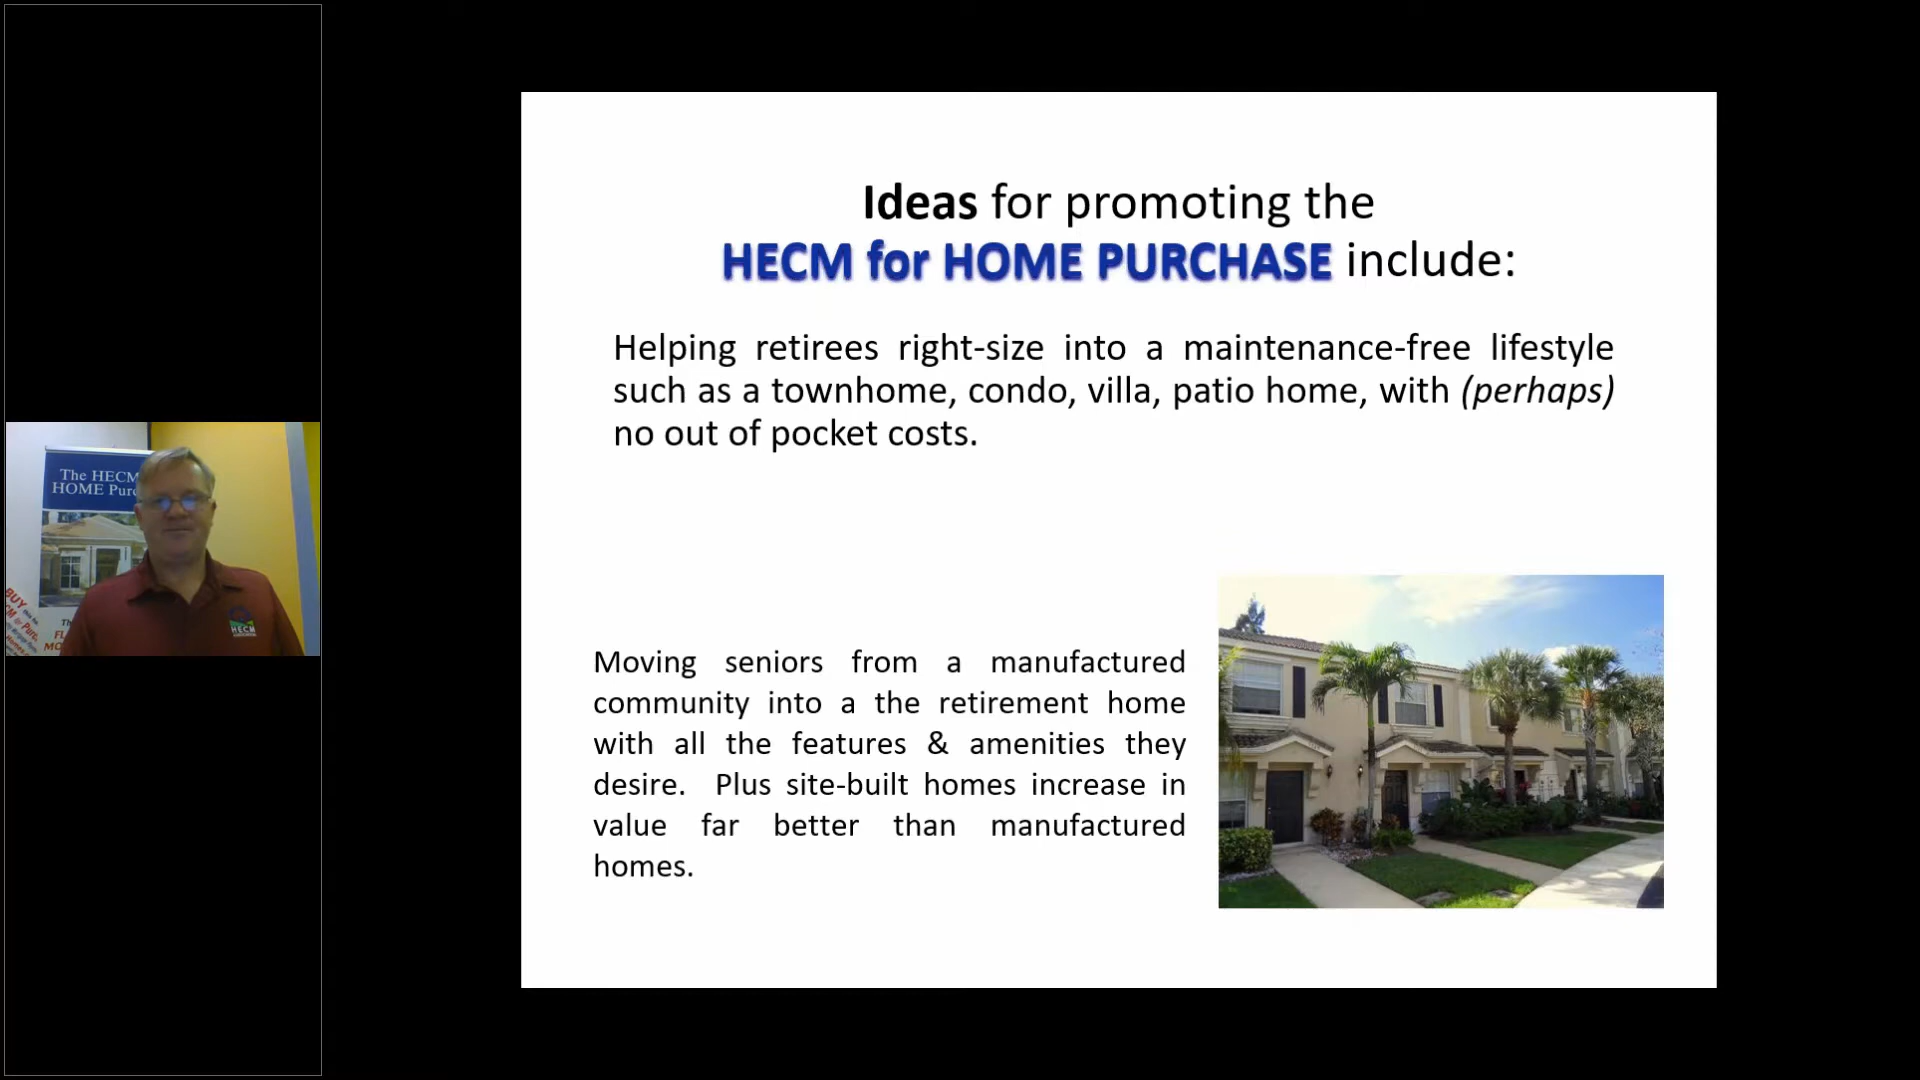 Ideas for promoting the
HECM for HOME PURCHASE include:
Helping retirees right-size into a maintenance-free lifestyle
such as a townhome, condo, villa, patio home, with (perhaps)
no out of pocket costs.
Moving seniors from a manufactured
community into a the retirement home
with all the features & amenities they
desire. Plus site-built homes increase in
value far better than manufactured
homes.
The HECM
HOME Purc
BUY
HECM